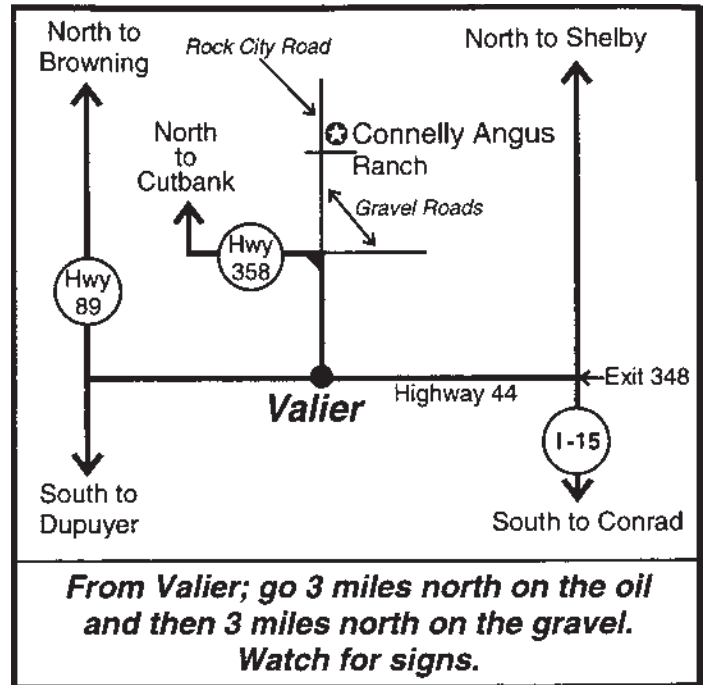 North to
Browning
Rock City Road
North to Shelby
North
to
Cutbank
Connelly Angus
Ranch
Gravel Roads
Hwy
358
Hwy
89
Exit 348
Valier
Highway 44
I-15
South to
Dupuyer
South to Conrad
From Valier; go 3 miles north on the oil
and then 3 miles north on the gravel.
Watch for signs.